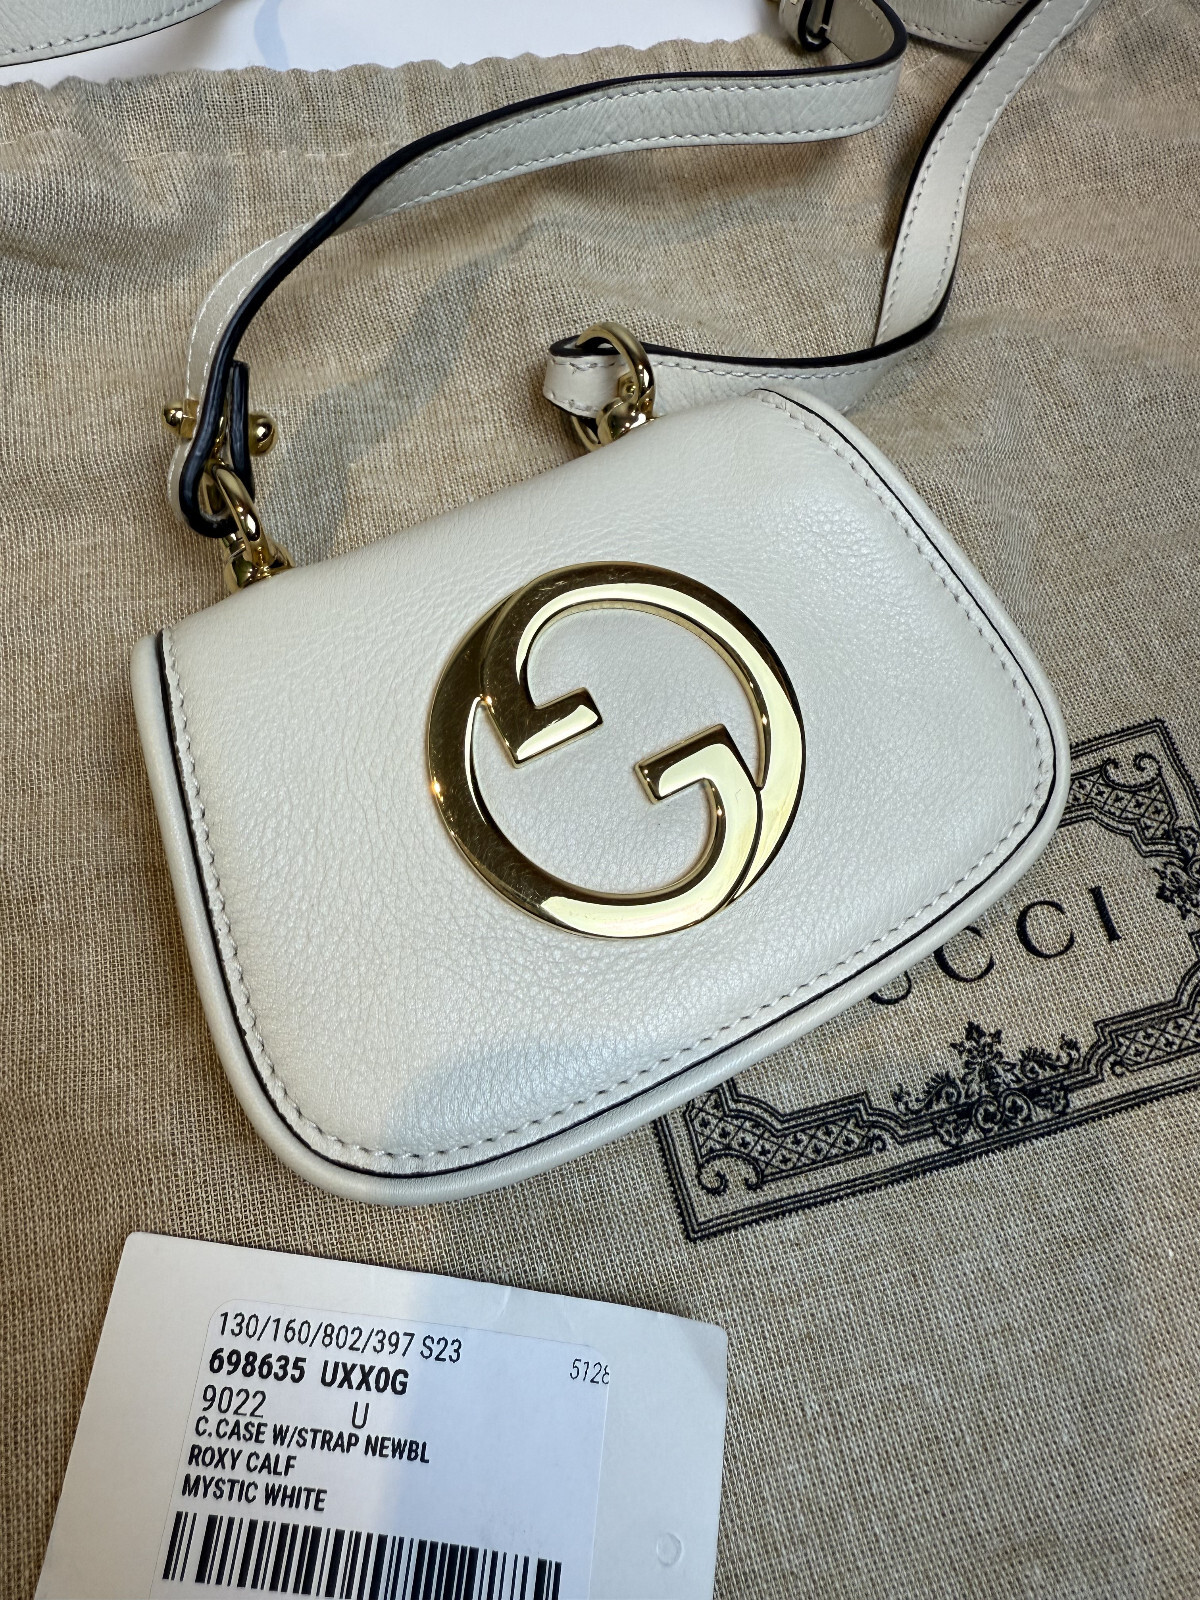 UCCI
130/160/802/397 S23
5128
698635 UXX0G
9022 U
C.CASE W/STRAP NEWBL
ROXY CALF
MYSTIC WHITE